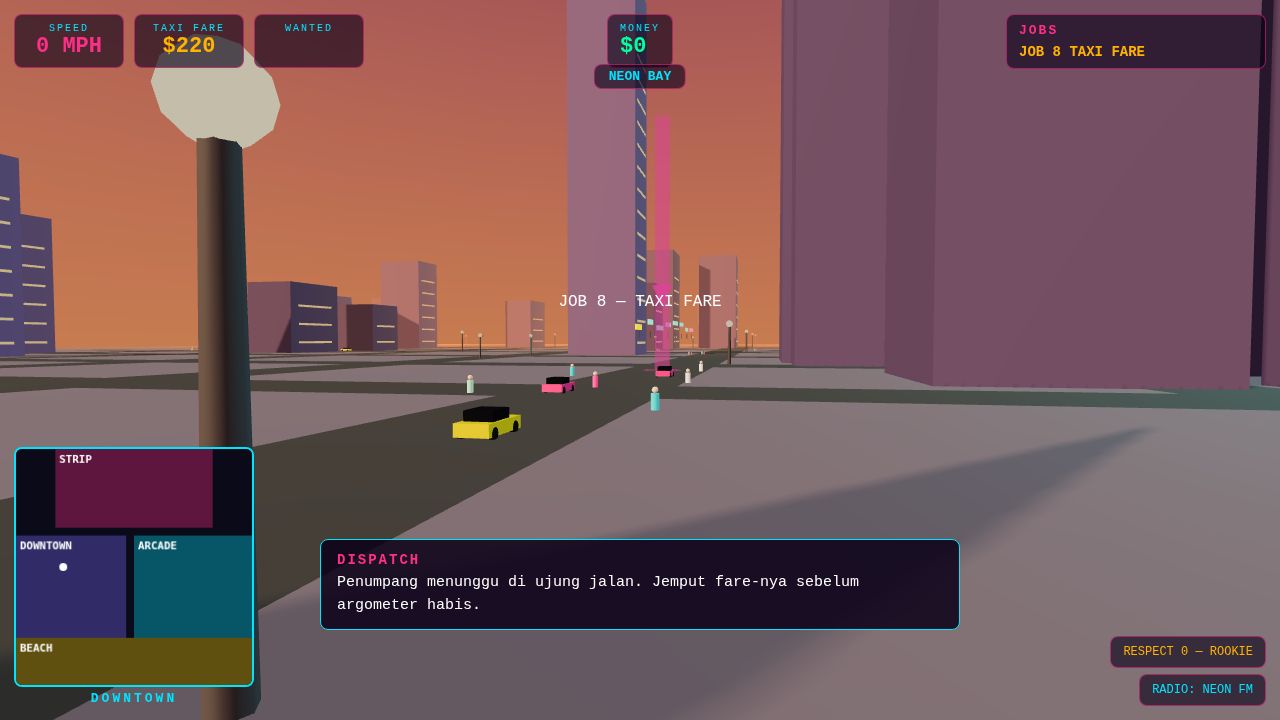 SPEED
0 MPH
TAXI FARE
$220
WANTED
MONEY
$0
NEON BAY
JOBS
JOB 8 TAXI FARE
JOB 8 — TAXI FARE
STRIP
DOWNTOWN
ARCADE
BEACH
DOWNTOWN
DISPATCH
Penumpang menunggu di ujung jalan. Jemput fare-nya sebelum
argometer habis.
RESPECT 0 — ROOKIE
RADIO: NEON FM